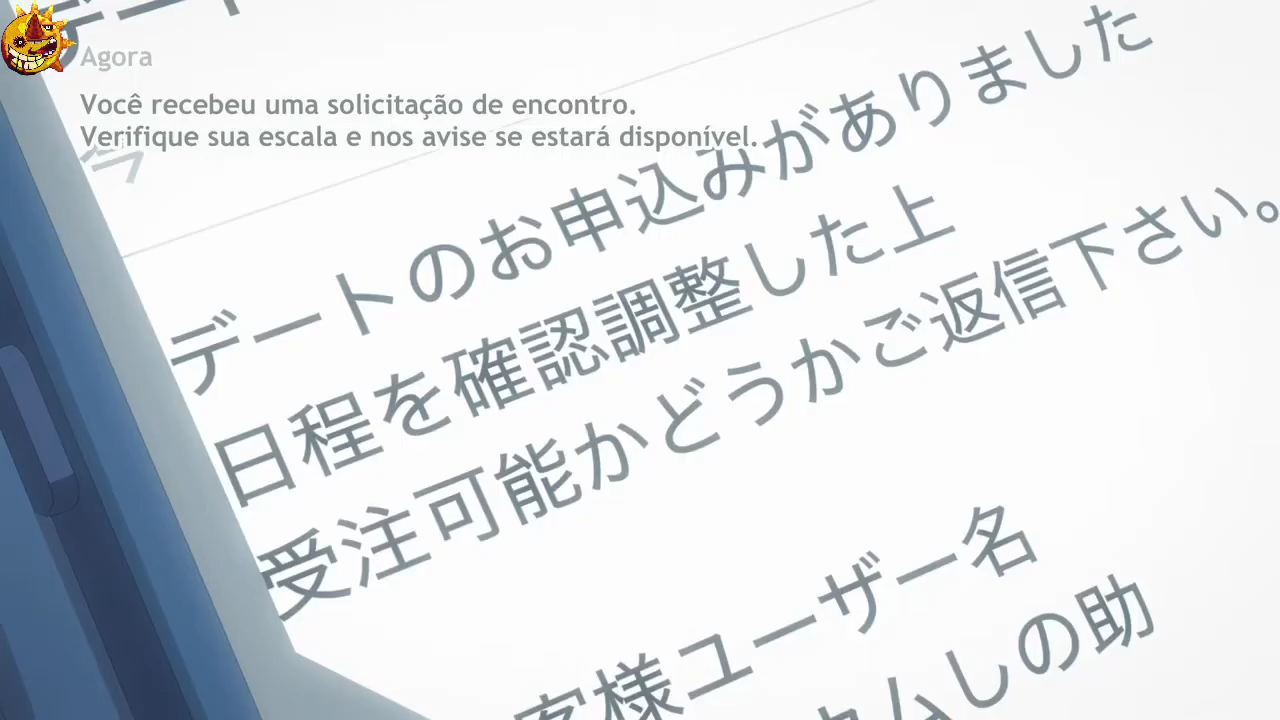 Agora
Você recebeu uma solicitação de encontro.
Verifique sua escala e nos avise se estará disponível.
今
デートのお申込みがありました
日程を確認調整した上
受注可能かどうかご返信下さい。
客様ユーザー名
ムしの助